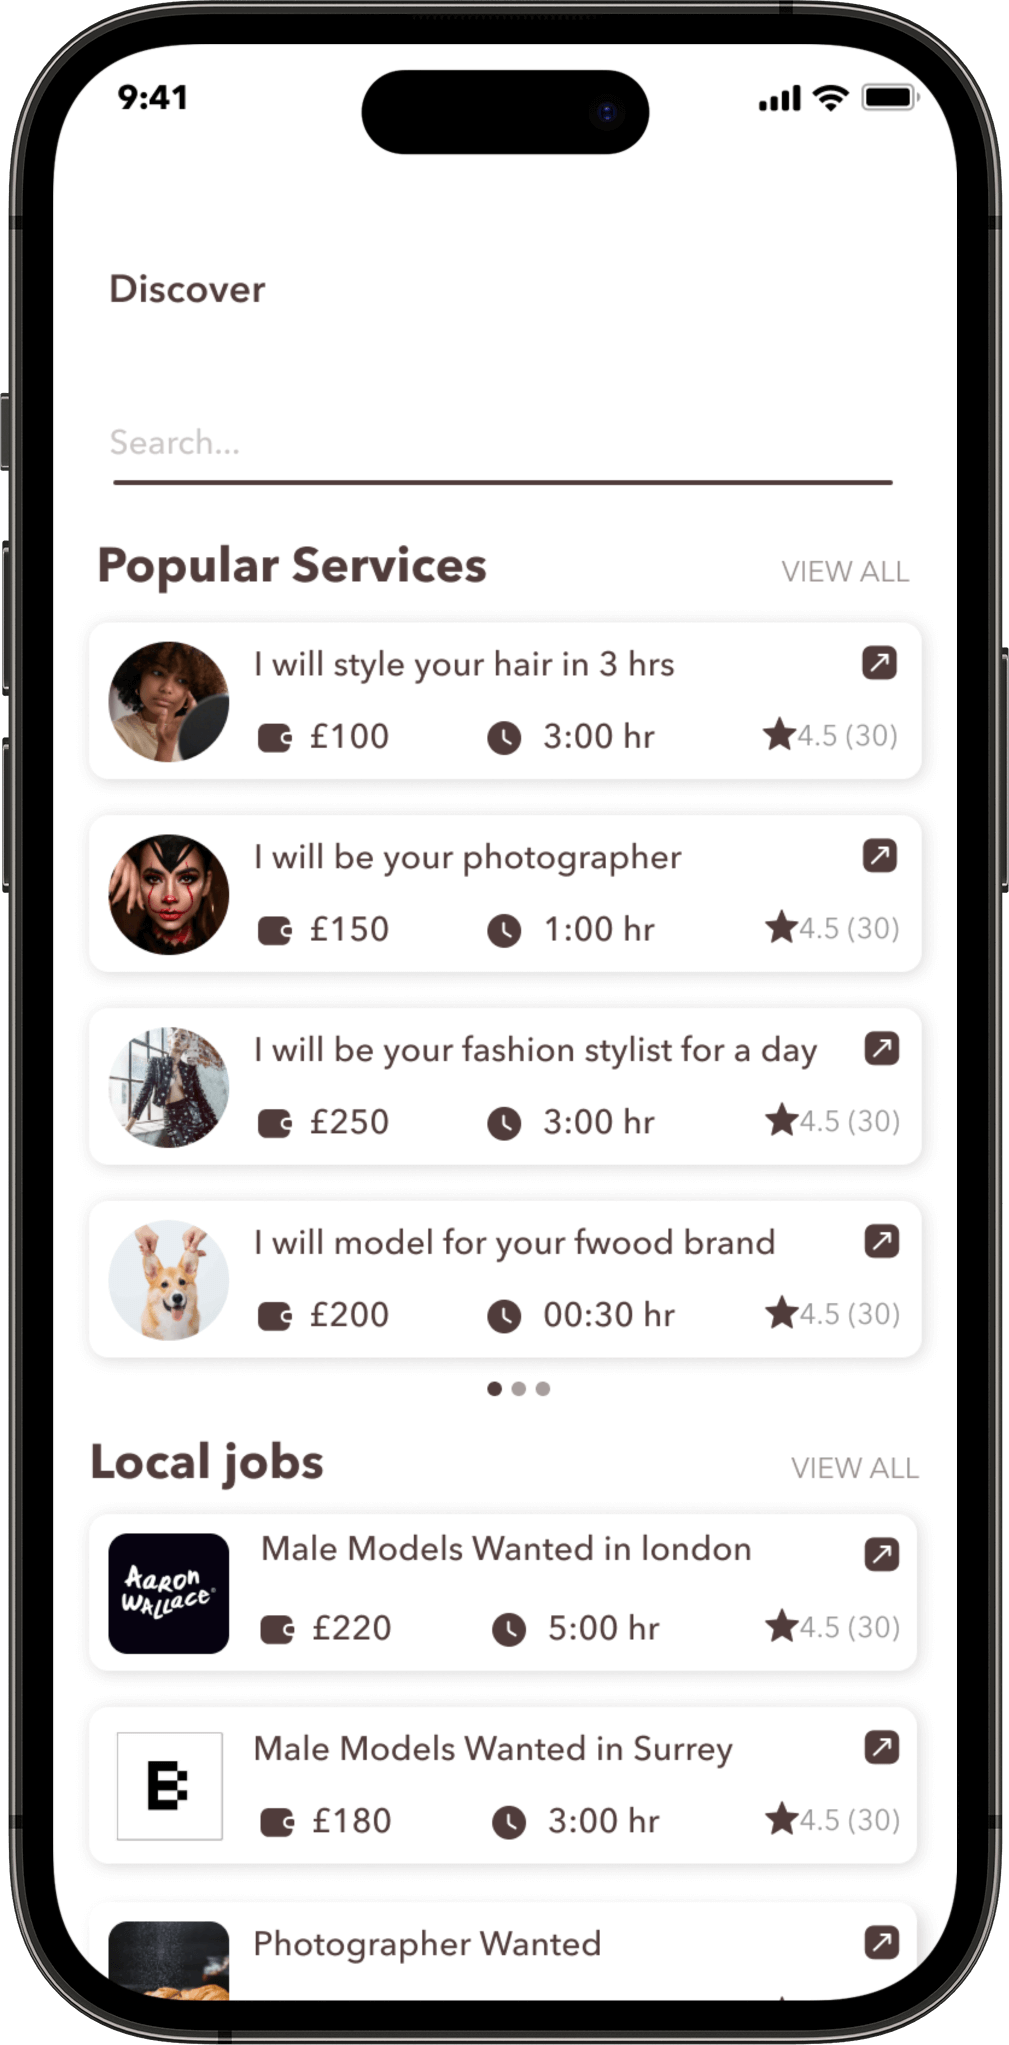 9:41
Discover
Search...
Popular Services VIEW ALL
I will style your hair in 3 hrs
£100 3:00 hr 4.5 (30)
I will be your photographer
£150 1:00 hr 4.5 (30)
I will be your fashion stylist for a day
£250 3:00 hr 4.5 (30)
I will model for your fwood brand
£200 00:30 hr 4.5 (30)
Local jobs VIEW ALL
Male Models Wanted in london
AARON
WALLACE
£220 5:00 hr 4.5 (30)
Male Models Wanted in Surrey
B
£180 3:00 hr 4.5 (30)
Photographer Wanted